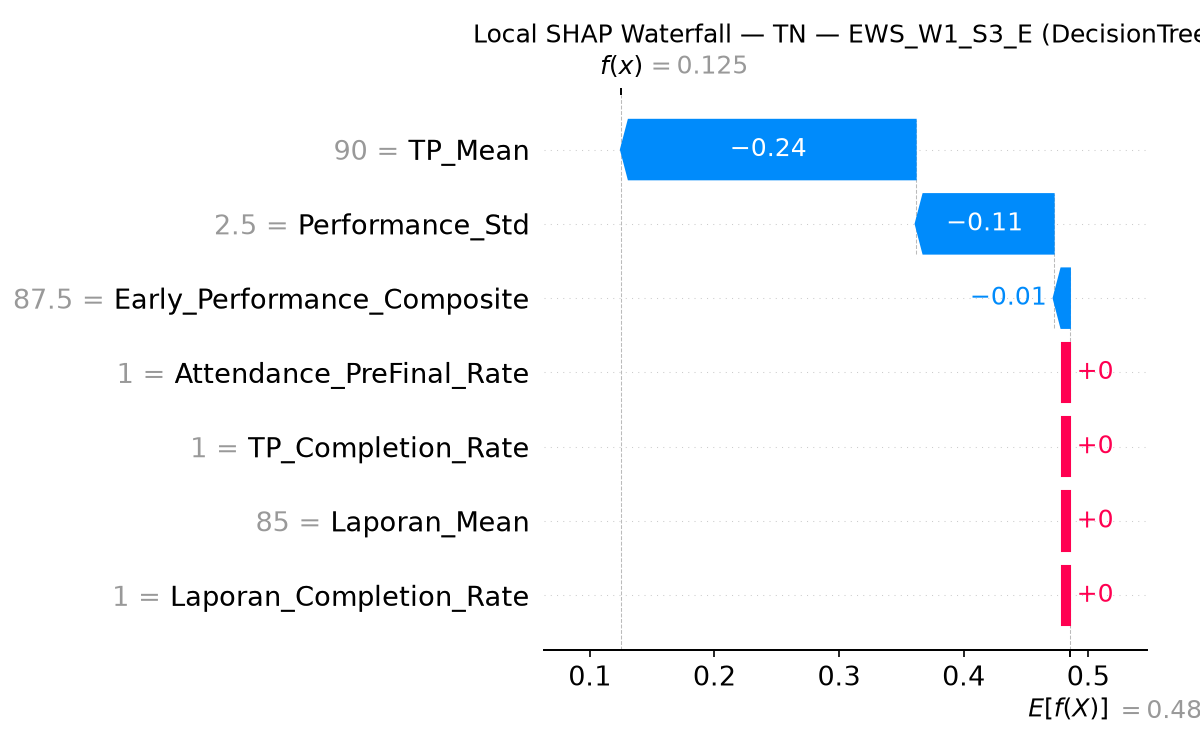 Local SHAP Waterfall — TN — EWS_W1_S3_E (DecisionTree
f(x) = 0.125
90 = TP_Mean
−0.24
2.5 = Performance_Std
−0.11
87.5 = Early_Performance_Composite
−0.01
1 = Attendance_PreFinal_Rate
+0
1 = TP_Completion_Rate
+0
85 = Laporan_Mean
+0
1 = Laporan_Completion_Rate
+0
0.1 0.2 0.3 0.4 0.5
E[f(X)] = 0.48